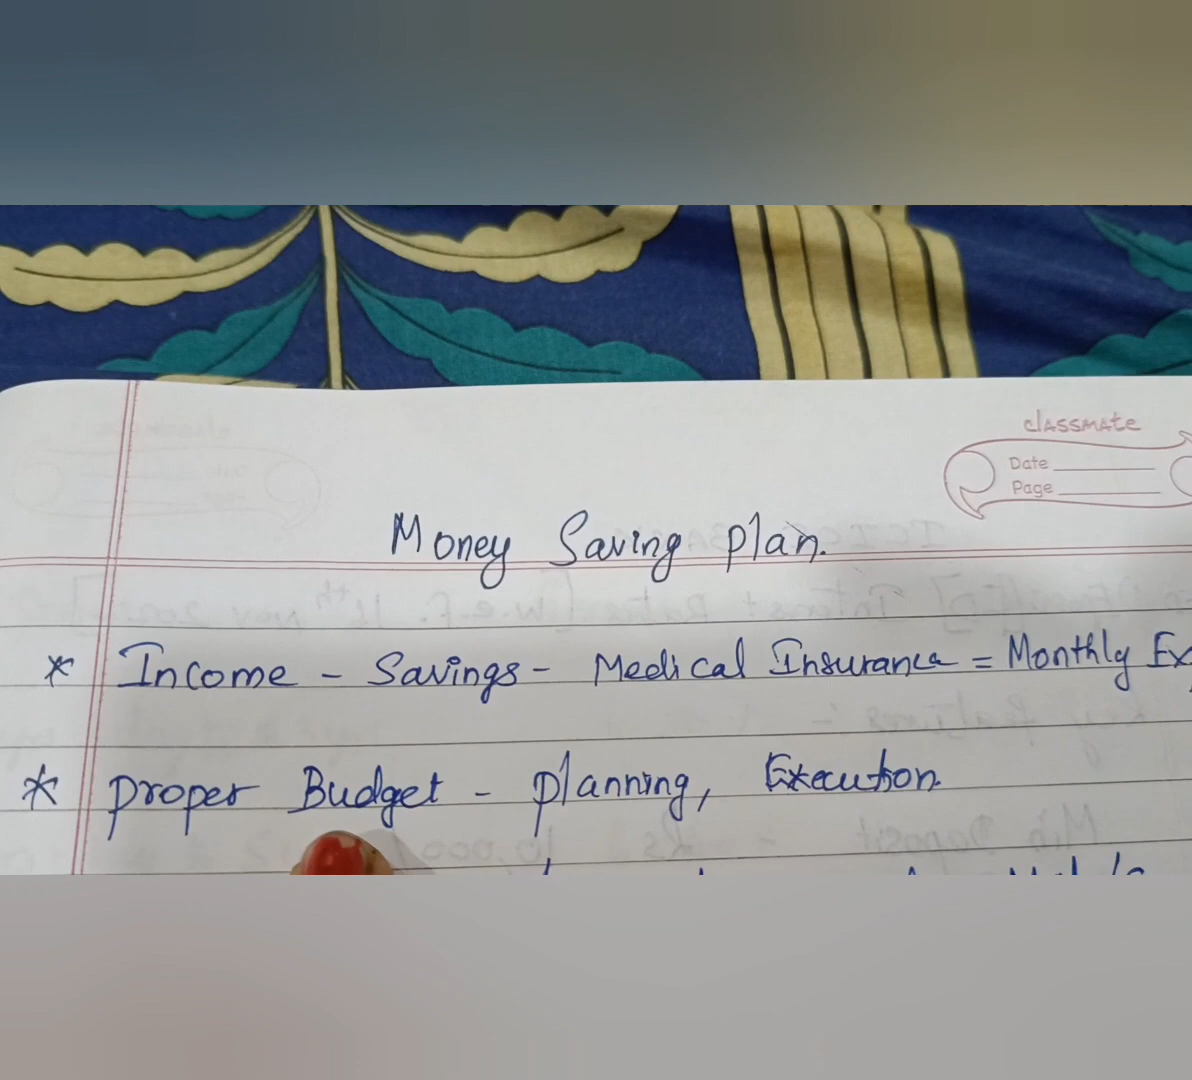 classmate
Date
Page
Money Saving plan.
* Income - Savings - Medical Insurance = Monthly Ex
* proper Budget - planning, Execution.